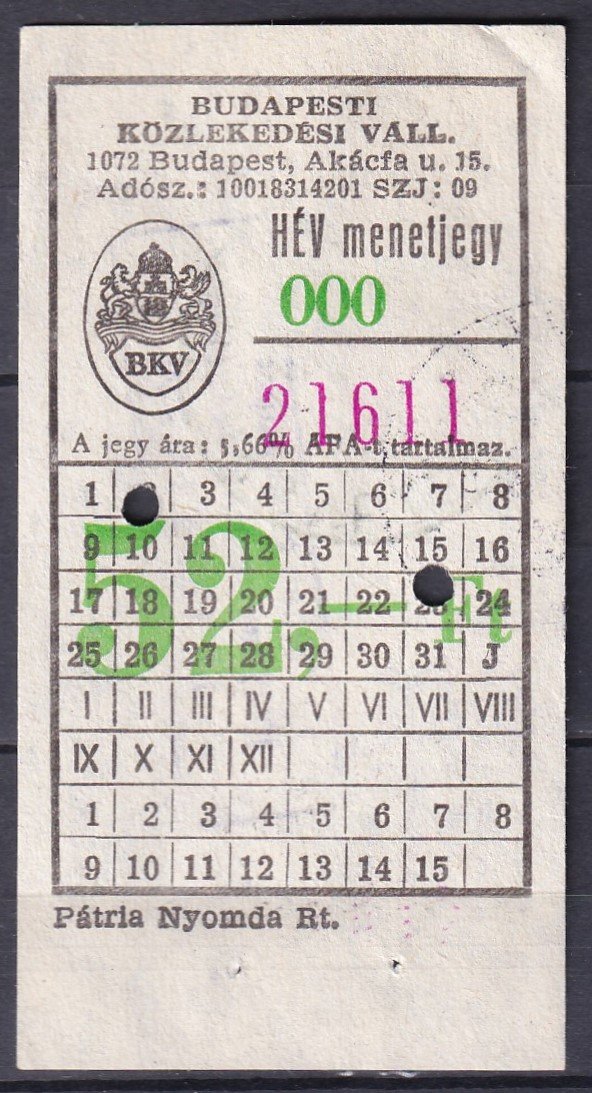 BUDAPESTI
KÖZLEKEDÉSI VÁLL.
1072 Budapest, Akácfa u. 15.
Adósz.: 10018314201 SZJ: 09
HÉV menetjegy
000
BKV
21611
A jegy ára: 5,66% ÁFA-t tartalmaz.
52,— Ft
1 3 4 5 6 7 8
9 10 11 12 13 14 15 16
17 18 19 20 21 22 23 24
25 26 27 28 29 30 31 J
I II III IV V VI VII VIII
IX X XI XII
1 2 3 4 5 6 7 8
9 10 11 12 13 14 15
Pátria Nyomda Rt.